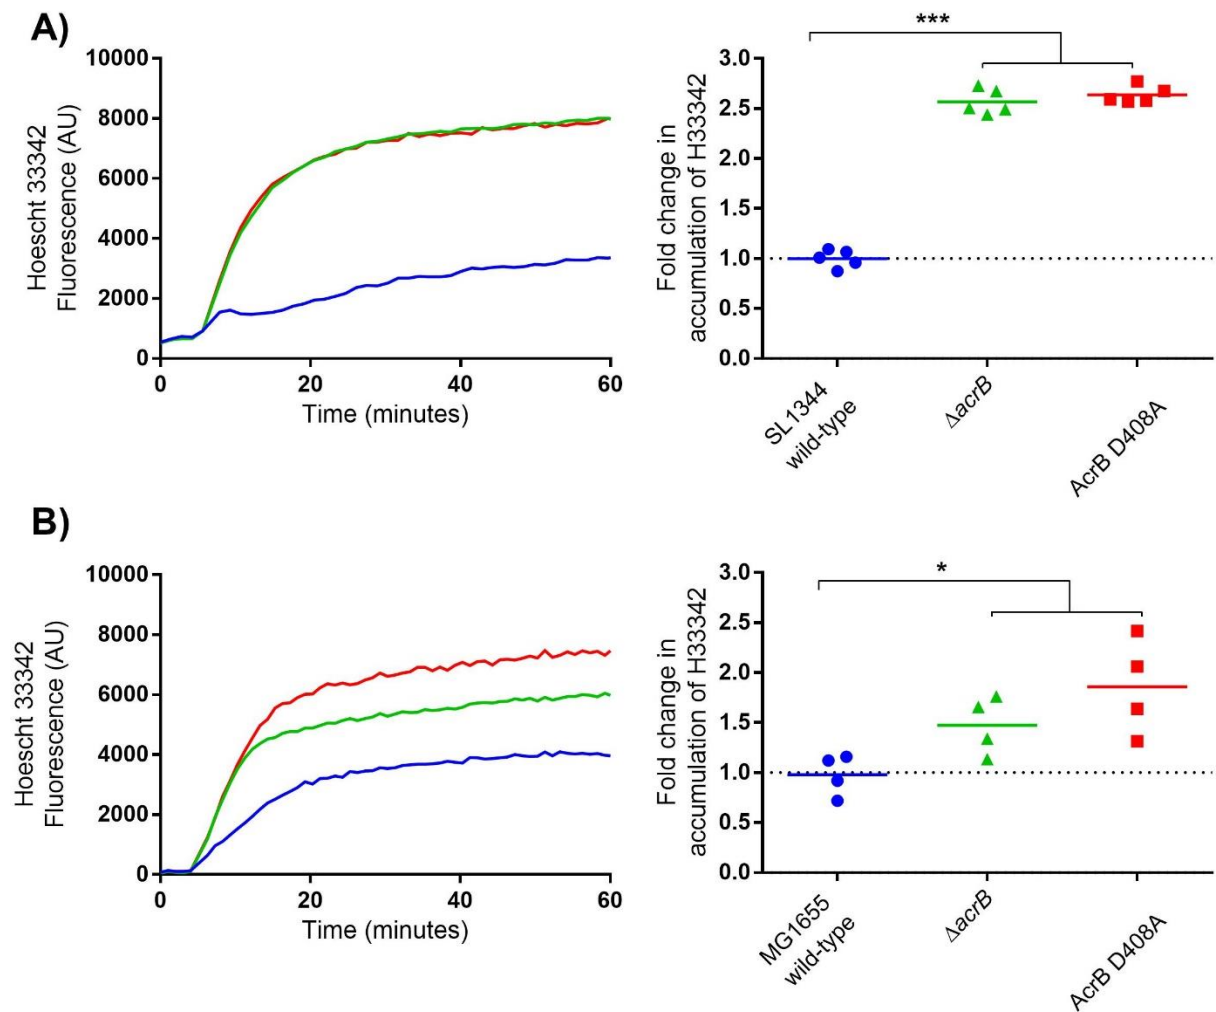 A)
10000
8000
6000
4000
2000
0
Hoescht 33342
Fluorescence (AU)
0 20 40 60
Time (minutes)
***
3.0
2.5
2.0
1.5
1.0
0.5
0.0
Fold change in
accumulation of H33342
SL1344
wild-type
ΔacrB
AcrB D408A
B)
10000
8000
6000
4000
2000
0
Hoescht 33342
Fluorescence (AU)
0 20 40 60
Time (minutes)
*
3.0
2.5
2.0
1.5
1.0
0.5
0.0
Fold change in
accumulation of H33342
MG1655
wild-type
ΔacrB
AcrB D408A